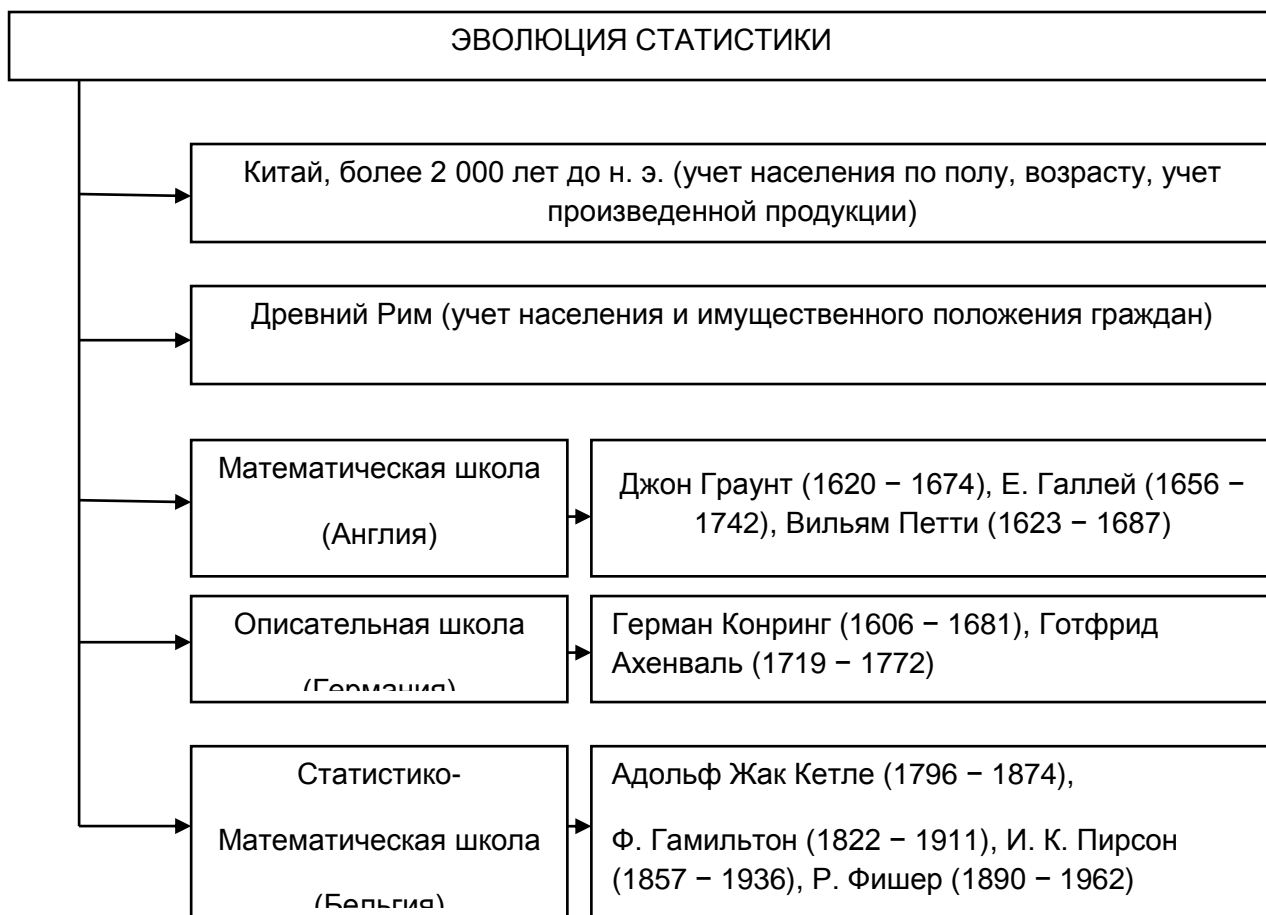 ЭВОЛЮЦИЯ СТАТИСТИКИ
Китай, более 2 000 лет до н. э. (учет населения по полу, возрасту, учет
произведенной продукции)
Древний Рим (учет населения и имущественного положения граждан)
Математическая школа
(Англия)
Джон Граунт (1620 − 1674), Е. Галлей (1656 −
1742), Вильям Петти (1623 − 1687)
Описательная школа
(Германия)
Герман Конринг (1606 − 1681), Готфрид
Ахенваль (1719 − 1772)
Статистико-
Математическая школа
(Бельгия)
Адольф Жак Кетле (1796 − 1874),
Ф. Гамильтон (1822 − 1911), И. К. Пирсон
(1857 − 1936), Р. Фишер (1890 − 1962)